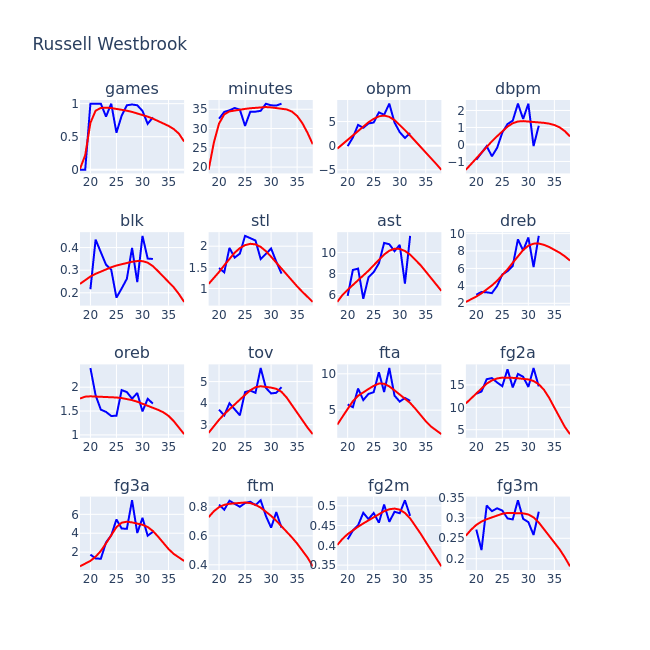 Russell Westbrook
games minutes obpm dbpm
1 0.5 0 20 25 30 35
35 30 25 20 20 25 30 35
5 0 −5 20 25 30 35
2 1 0 −1 20 25 30 35
blk stl ast dreb
0.4 0.3 0.2 20 25 30 35
2 1.5 1 20 25 30 35
10 8 6 20 25 30 35
10 8 6 4 2 20 25 30 35
oreb tov fta fg2a
2 1.5 1 20 25 30 35
5 4 3 20 25 30 35
10 5 20 25 30 35
15 10 5 20 25 30 35
fg3a ftm fg2m fg3m
6 4 2 20 25 30 35
0.8 0.6 0.4 20 25 30 35
0.5 0.45 0.4 0.35 20 25 30 35
0.35 0.3 0.25 0.2 20 25 30 35